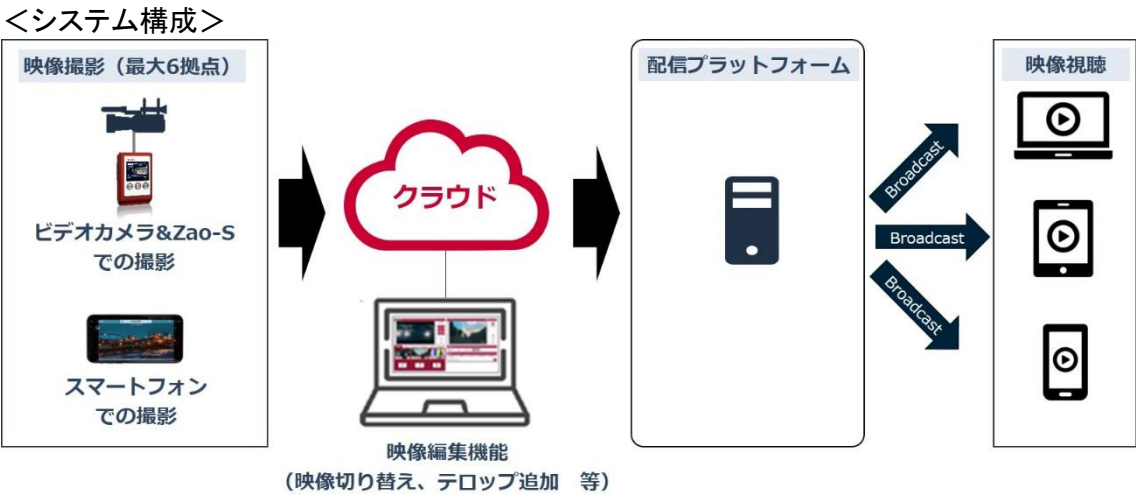 ＜システム構成＞
映像撮影（最大6拠点）
ビデオカメラ&Zao-S
での撮影
スマートフォン
での撮影
クラウド
映像編集機能
（映像切り替え、テロップ追加　等）
配信プラットフォーム
Broadcast
Broadcast
Broadcast
映像視聴